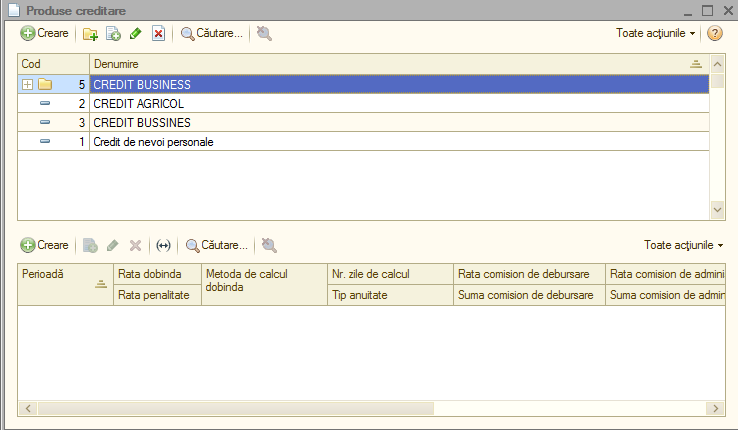 Produse creditare
Creare Căutare... Toate acțiunile ?
Cod Denumire
5 CREDIT BUSINESS
2 CREDIT AGRICOL
3 CREDIT BUSSINES
1 Credit de nevoi personale
Creare Căutare... Toate acțiunile
Perioadă Rata dobinda Metoda de calcul dobinda Nr. zile de calcul Rata comision de debursare Rata comision de admini
Rata penalitate Tip anuitate Suma comision de debursare Suma comision de admin